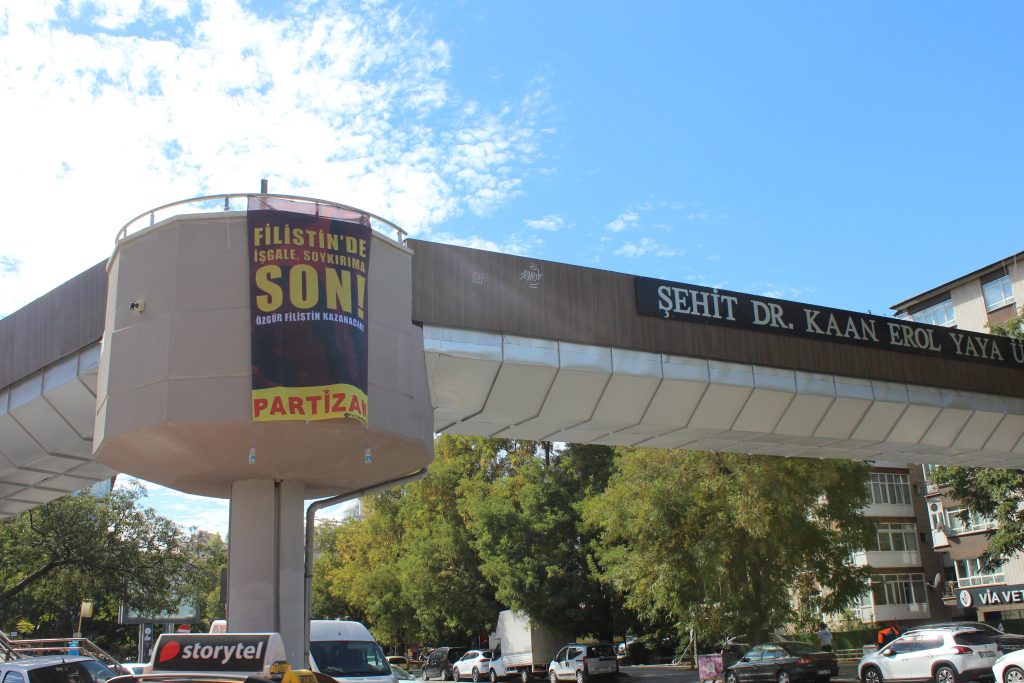 FİLİSTİN'DE
İŞGALE, SOYKIRIMA
SON!
ÖZGÜR FİLİSTİN KAZANACAK!
PARTİZAN
ŞEHİT DR. KAAN EROL YAYA Ü
storytel
VİA VET